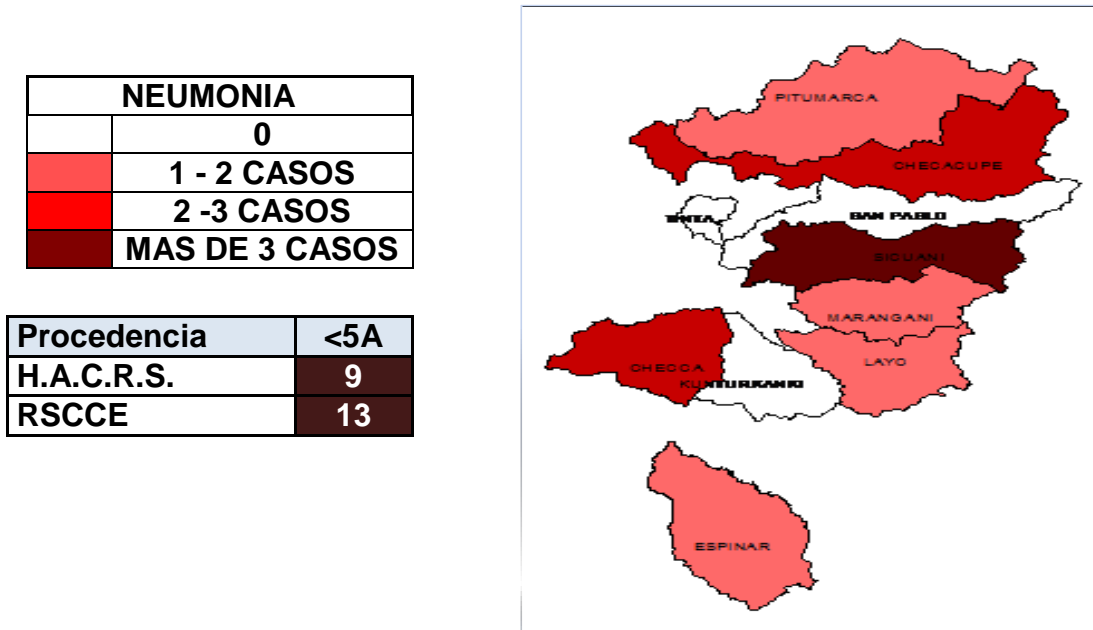 NEUMONIA
0
1 - 2 CASOS
2 -3 CASOS
MAS DE 3 CASOS
Procedencia <5A
H.A.C.R.S. 9
RSCCE 13
PITUMARCA
CHECACUPE
TINTA
SAN PABLO
SICUANI
MARANGANI
LAYO
CHECCA
KUNTURKANKI
ESPINAR